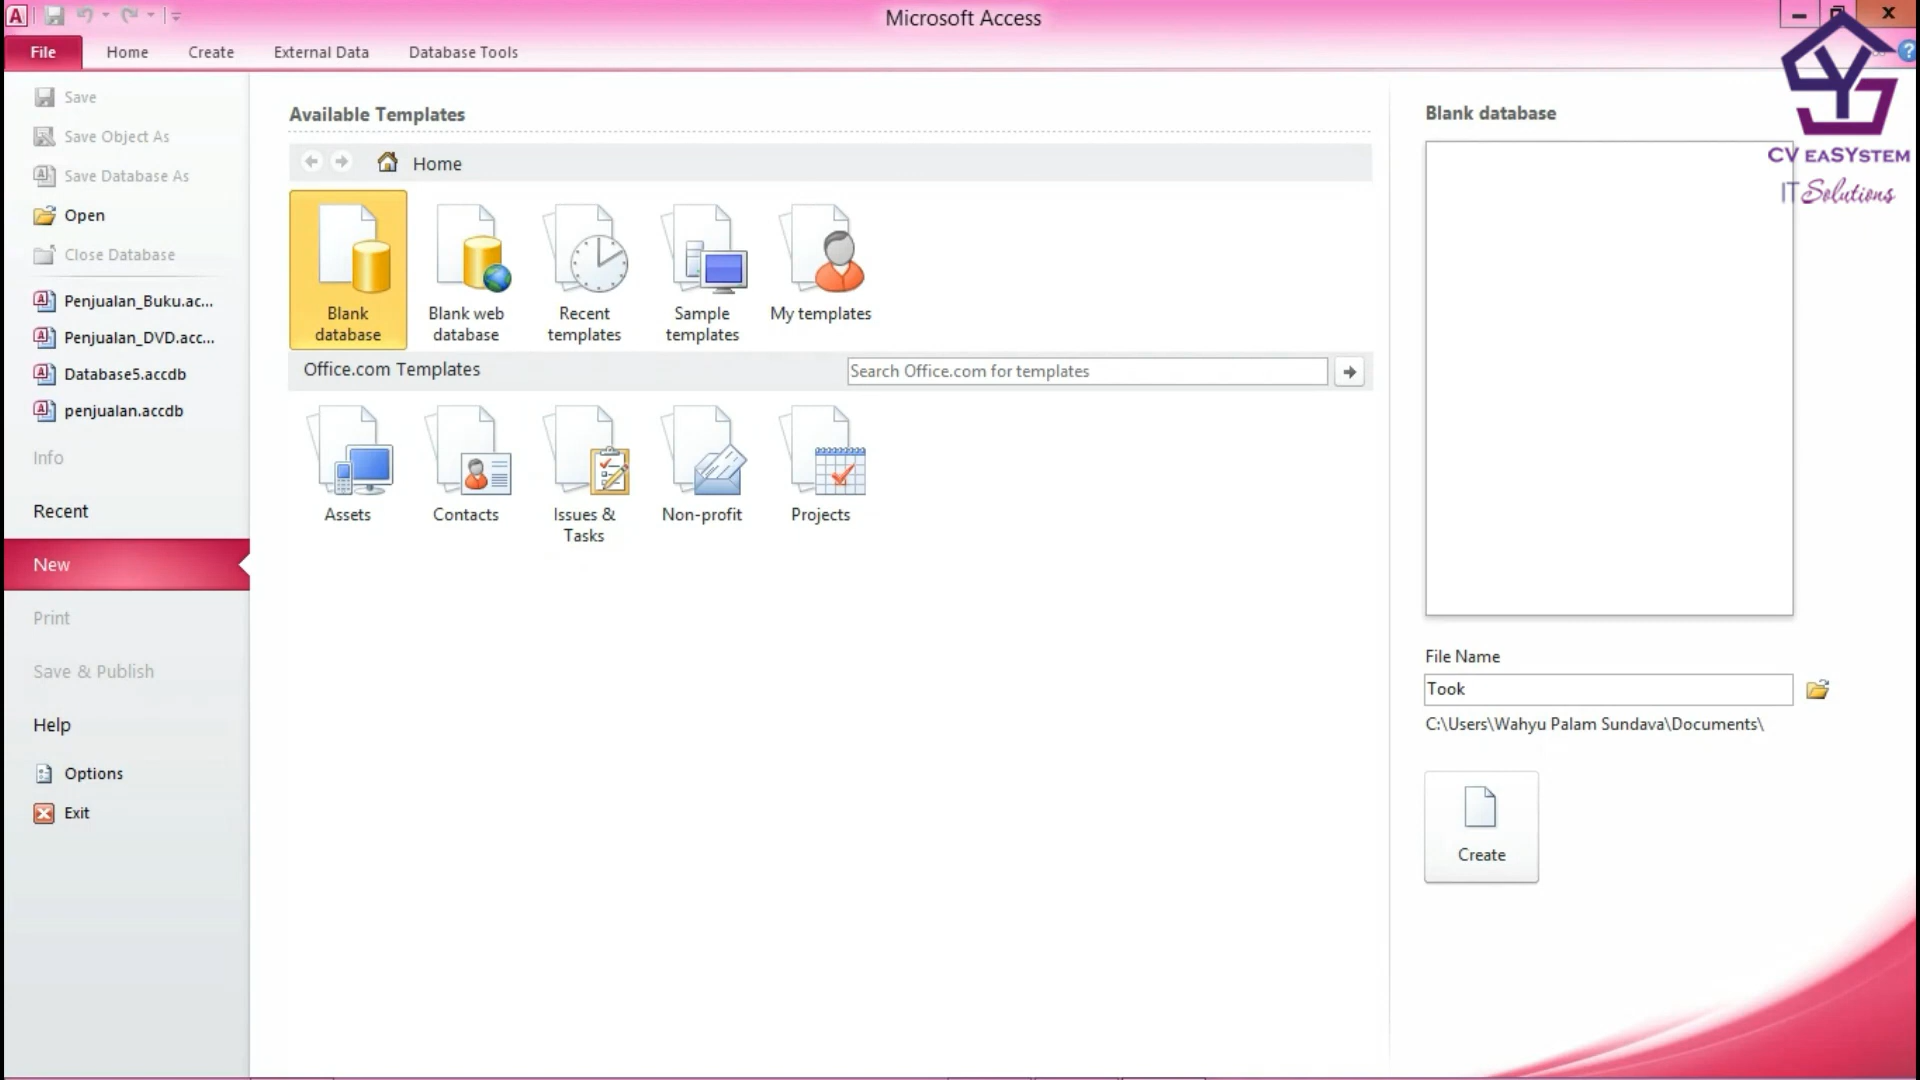 Microsoft Access
File Home Create External Data Database Tools
Save
Save Object As
Save Database As
Open
Close Database
Penjualan_Buku.ac...
Penjualan_DVD.acc...
Database5.accdb
penjualan.accdb
Info
Recent
New
Print
Save & Publish
Help
Options
Exit
Available Templates
Home
Blank
database
Blank web
database
Recent
templates
Sample
templates
My templates
Office.com Templates
Search Office.com for templates
Assets
Contacts
Issues &
Tasks
Non-profit
Projects
Blank database
File Name
Took
C:\Users\Wahyu Palam Sundava\Documents\
Create
CV eaSYstem
IT Solutions